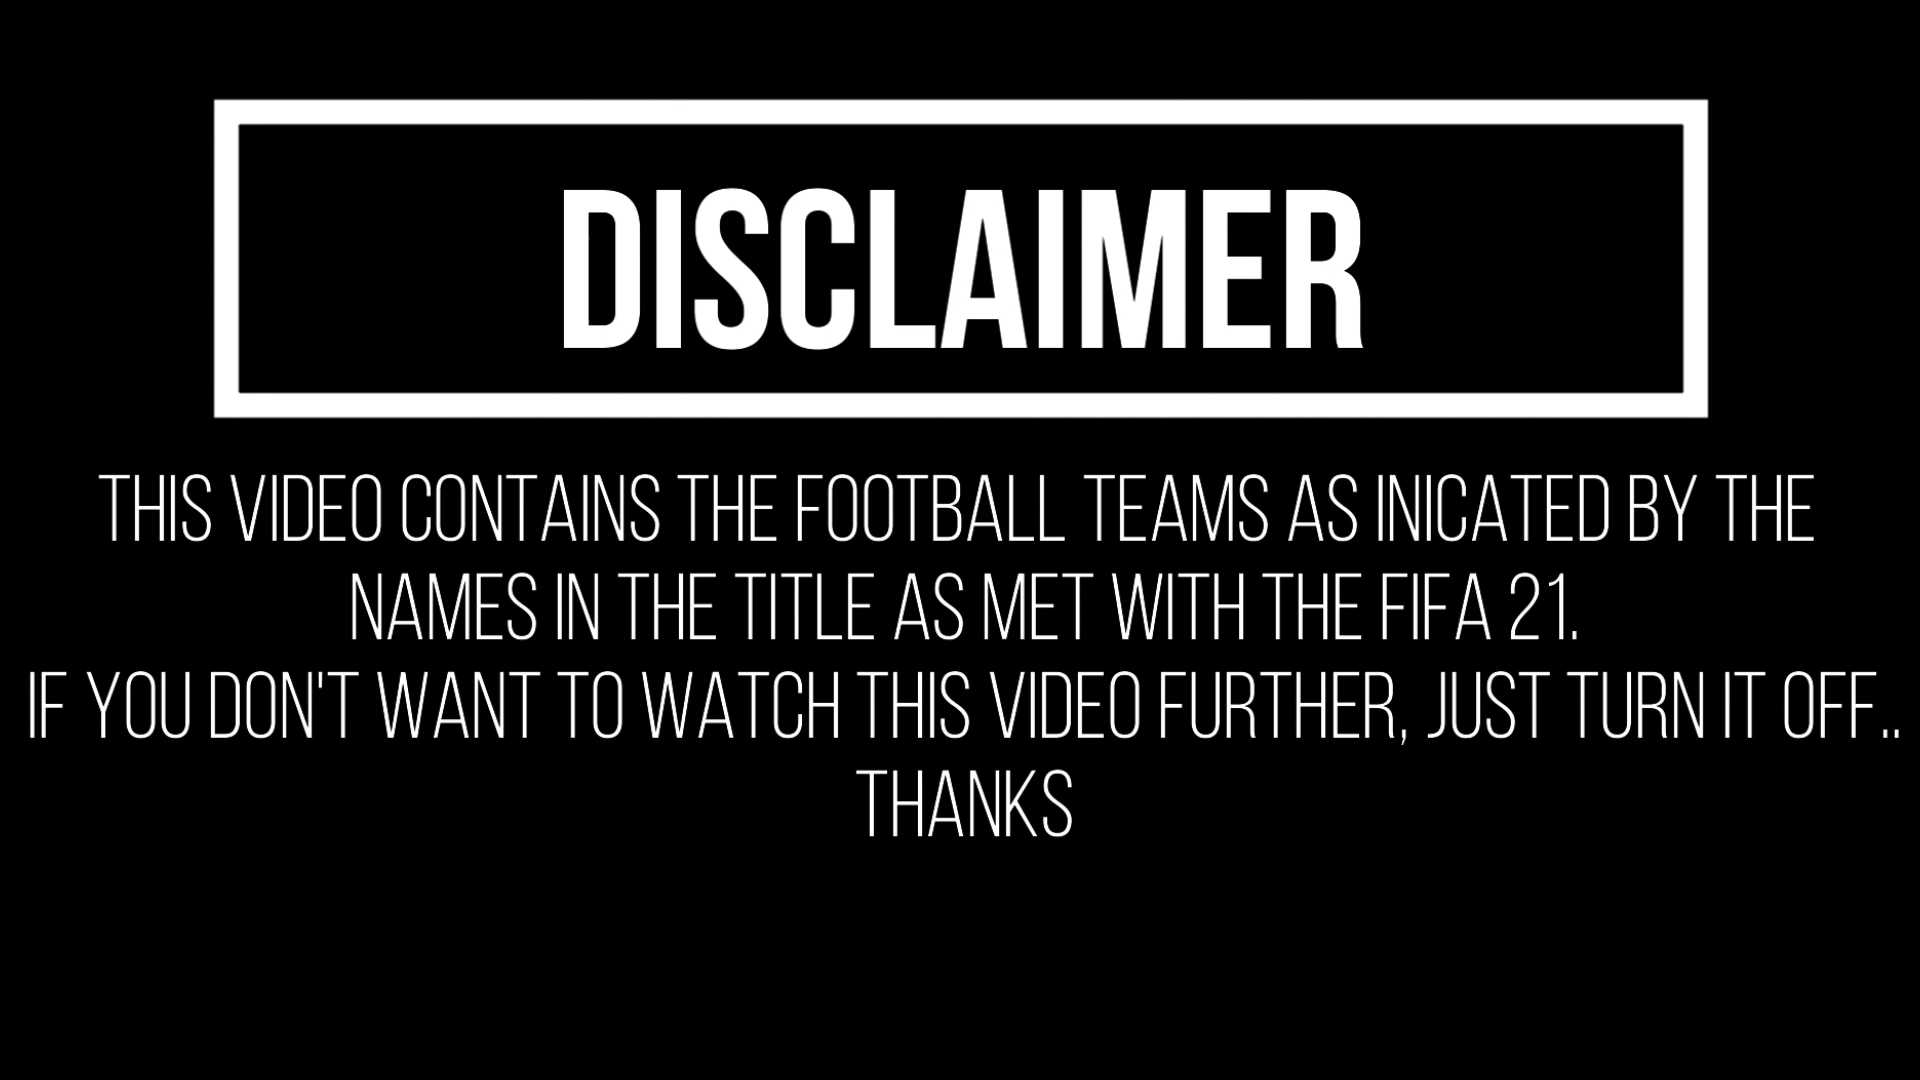 DISCLAIMER
THIS VIDEO CONTAINS THE FOOTBALL TEAMS AS INICATED BY THE
NAMES IN THE TITLE AS MET WITH THE FIFA 21.
IF YOU DON'T WANT TO WATCH THIS VIDEO FURTHER, JUST TURN IT OFF..
THANKS